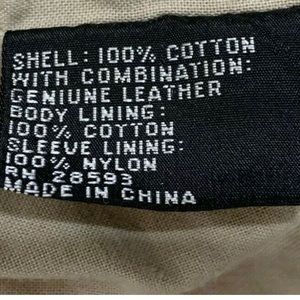 SHELL: 100% COTTON
WITH COMBINATION:
GENIUNE LEATHER
BODY LINING:
100% COTTON
SLEEVE LINING:
100% NYLON
RN 28593
MADE IN CHINA